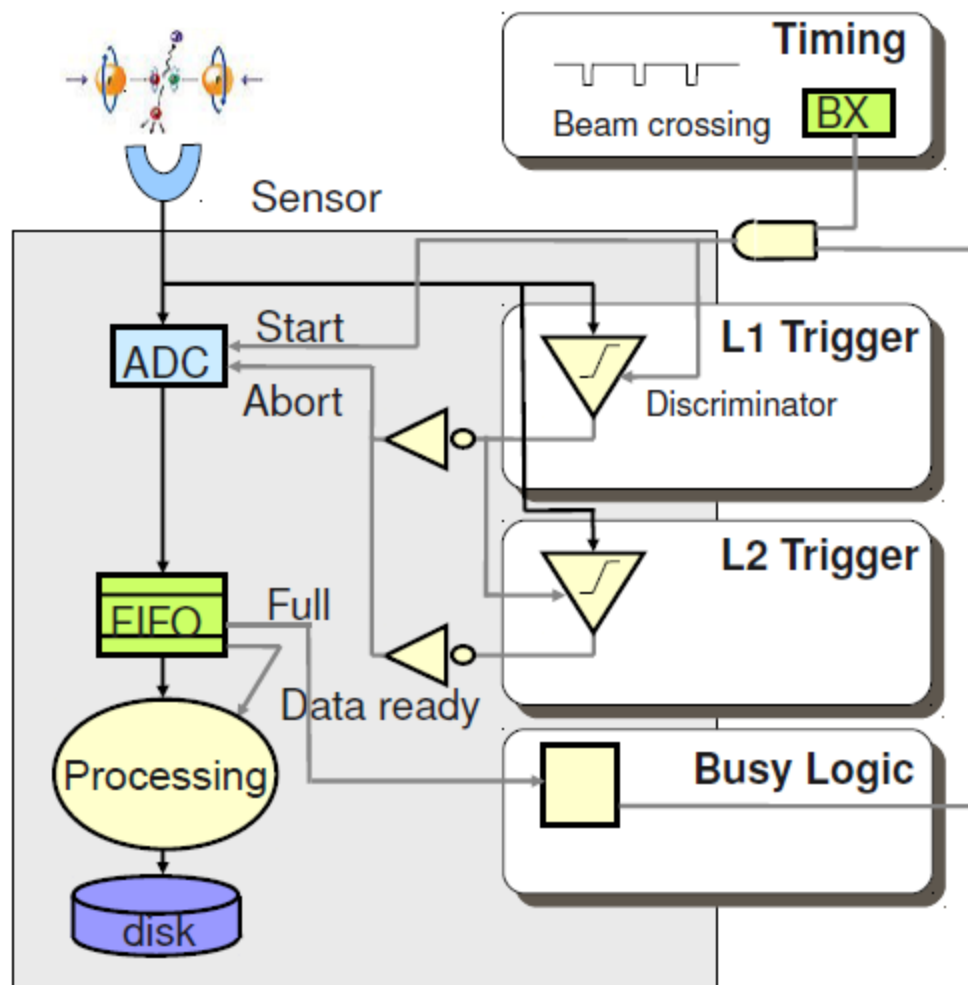 Timing
Beam crossing
BX
Sensor
L1 Trigger
Start
ADC
Abort
Discriminator
L2 Trigger
Full
FIFO
Data ready
Busy Logic
Processing
disk